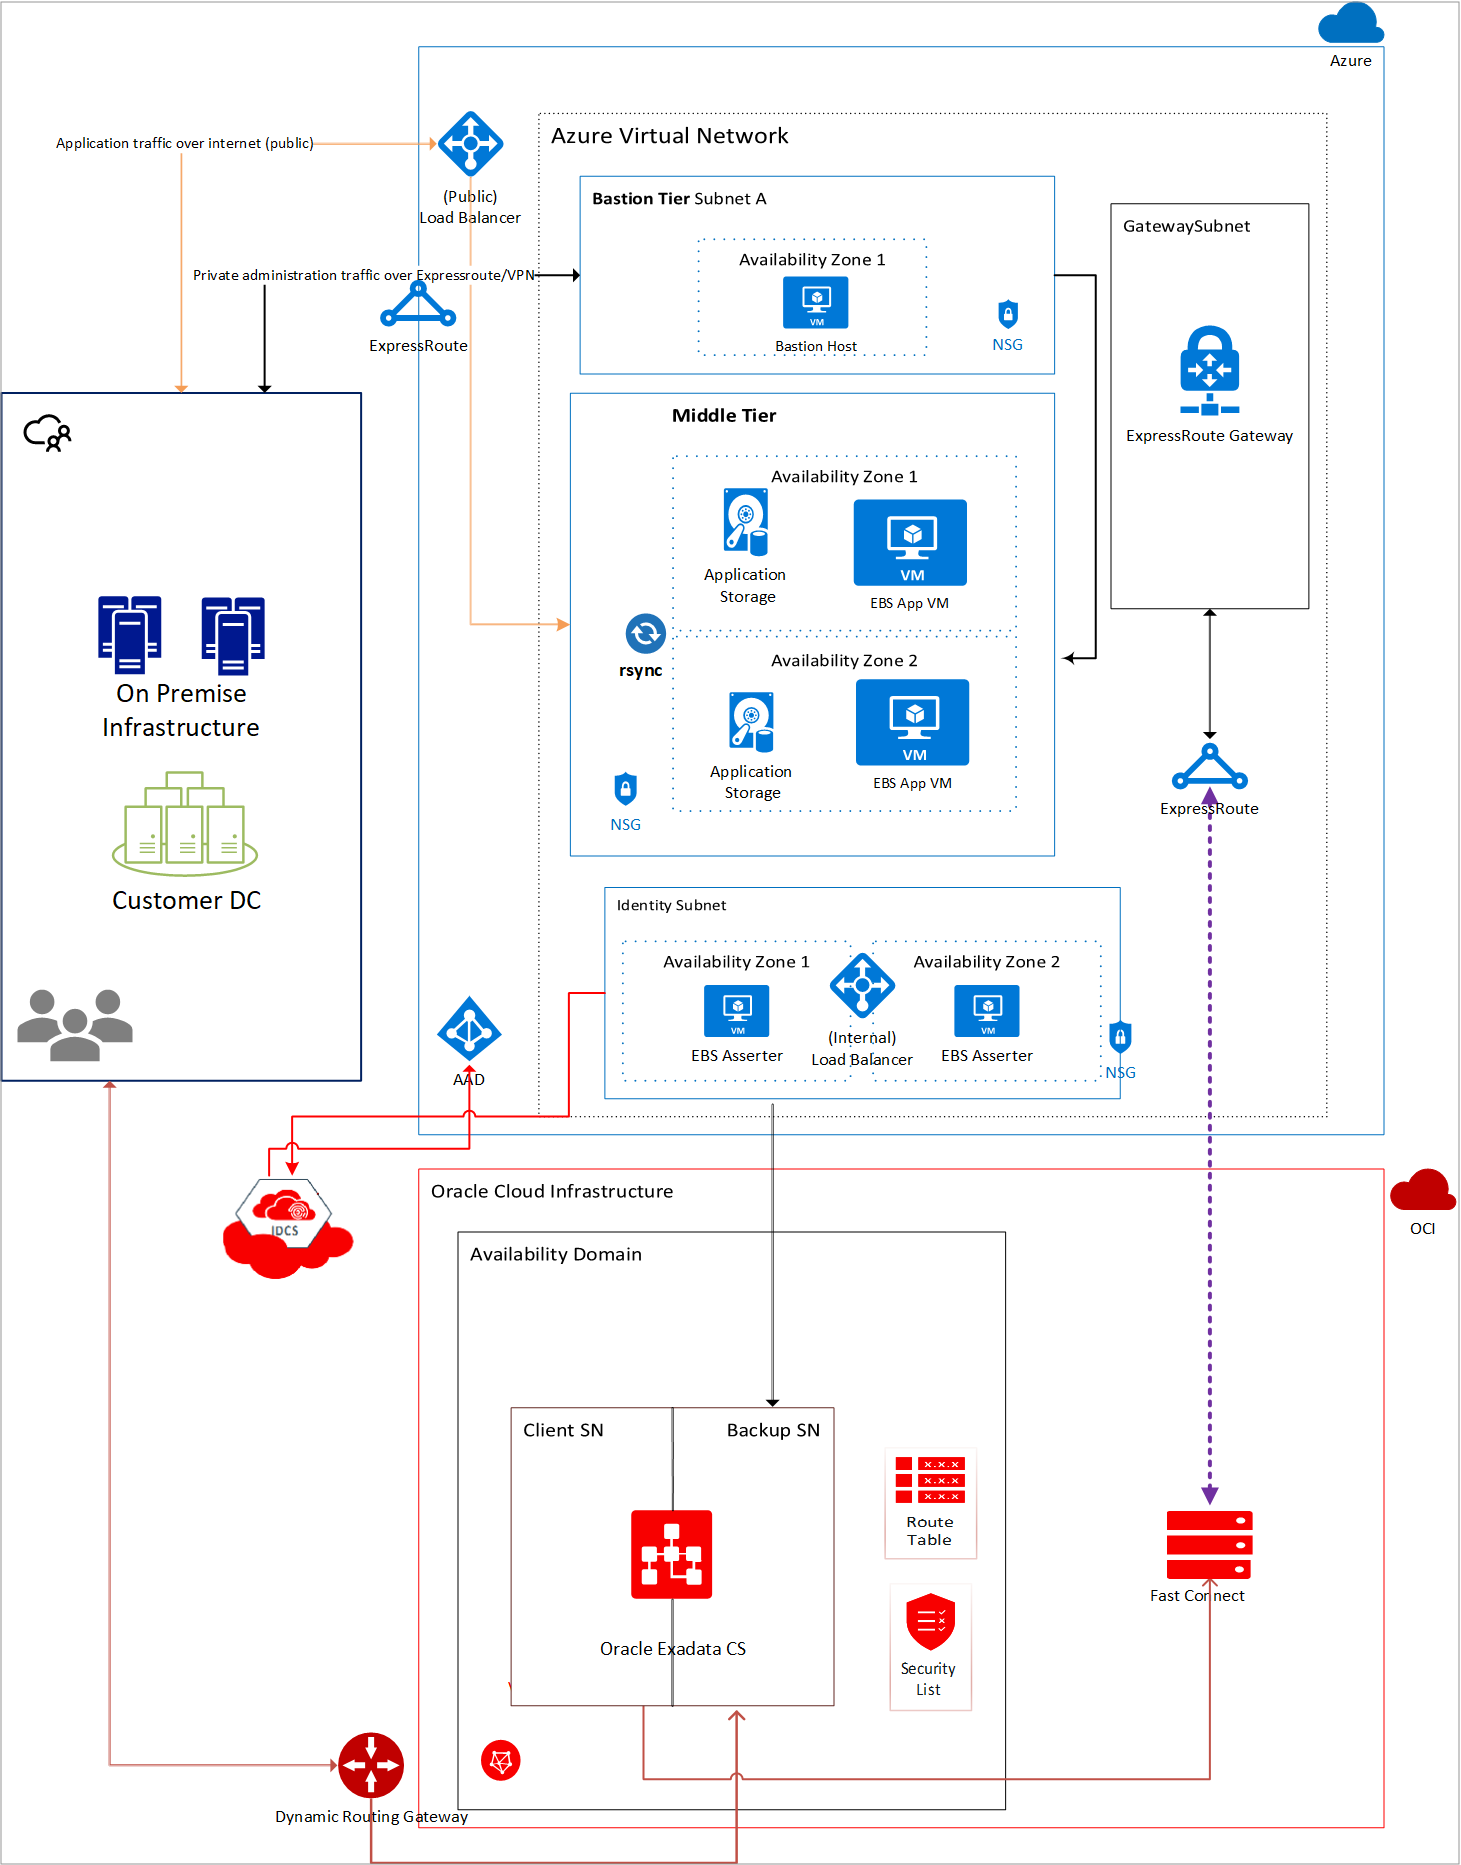 Azure
Application traffic over internet (public)
Azure Virtual Network
(Public)
Load Balancer
Bastion Tier Subnet A
GatewaySubnet
Availability Zone 1
Private administration traffic over Expressroute/VPN
VM
Bastion Host
NSG
ExpressRoute
Middle Tier
ExpressRoute Gateway
Availability Zone 1
Application
Storage
VM
EBS App VM
rsync
Availability Zone 2
On Premise
Infrastructure
VM
Application
Storage
EBS App VM
NSG
ExpressRoute
Customer DC
Identity Subnet
Availability Zone 1
Availability Zone 2
VM
VM
(Internal)
Load Balancer
EBS Asserter
EBS Asserter
NSG
AAD
Oracle Cloud Infrastructure
IDCS
OCI
Availability Domain
Client SN
Backup SN
x.x.x
x.x.x
x.x.x
Route
Table
Fast Connect
Oracle Exadata CS
Security
List
Dynamic Routing Gateway